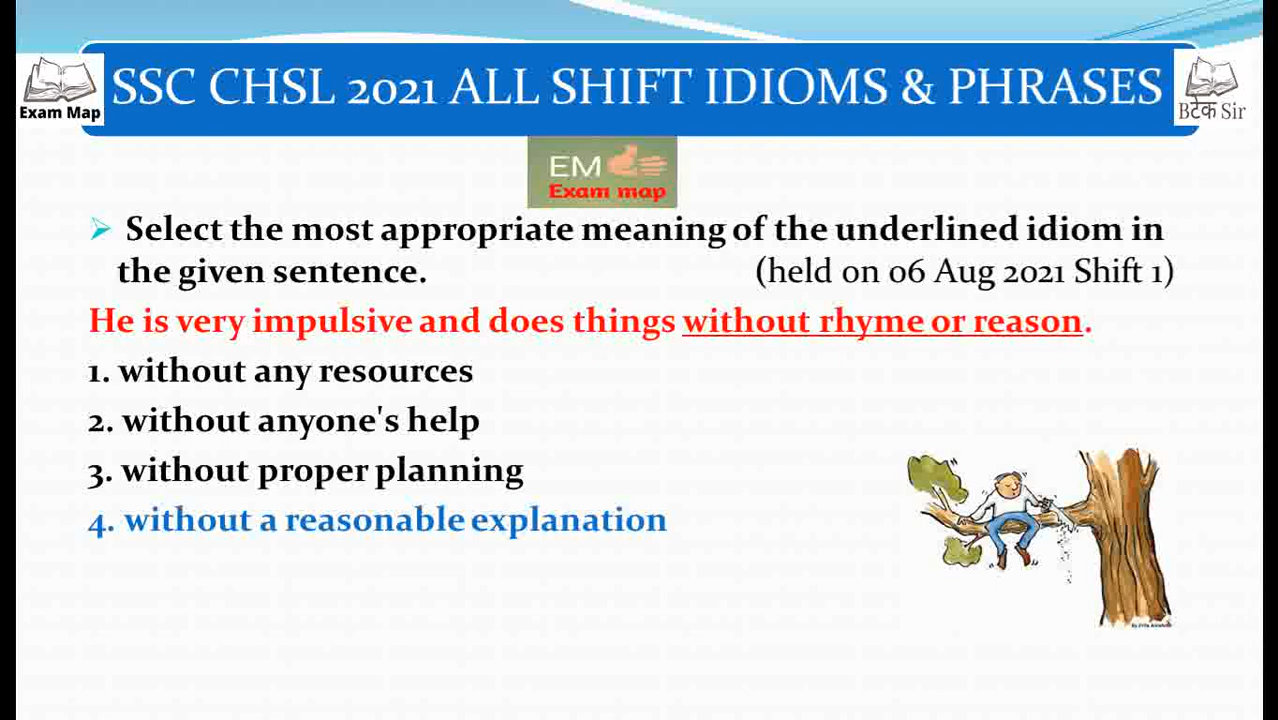 SSC CHSL 2021 ALL SHIFT IDIOMS & PHRASES
Exam Map
Bटेक Sir
EM
Exam map
Select the most appropriate meaning of the underlined idiom in
the given sentence. (held on 06 Aug 2021 Shift 1)
He is very impulsive and does things without rhyme or reason.
1. without any resources
2. without anyone's help
3. without proper planning
4. without a reasonable explanation